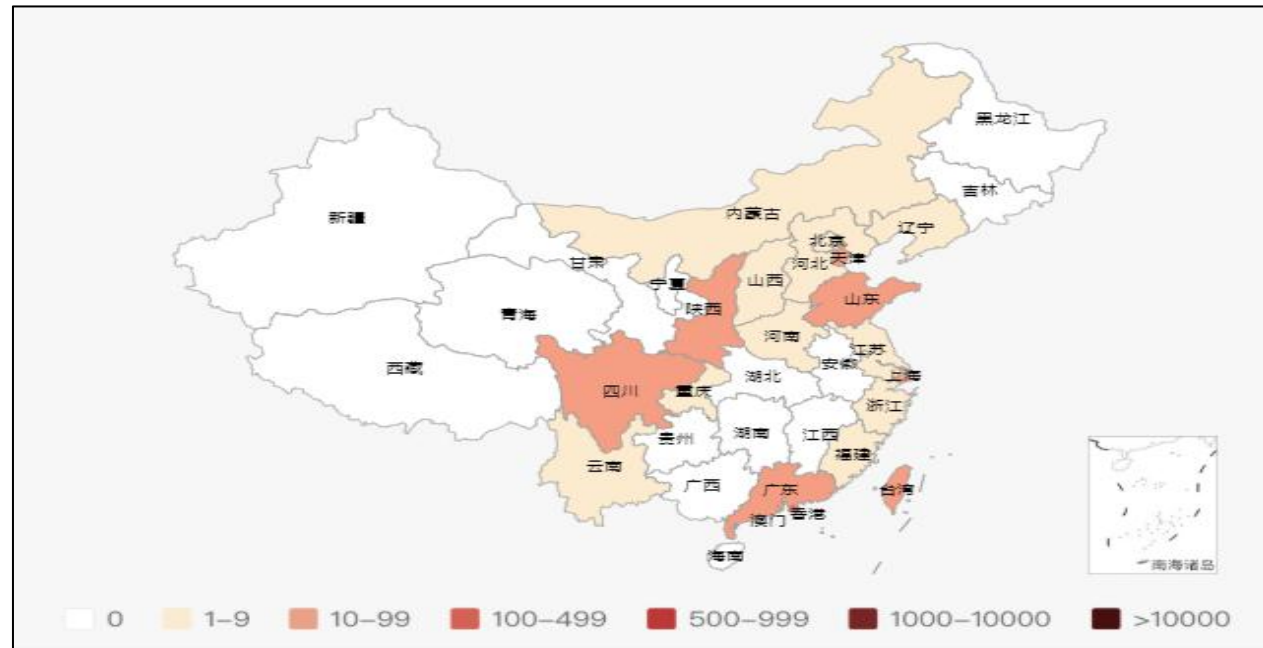 黑龙江
吉林
新疆
内蒙古
辽宁
北京
甘肃
河北
天津
宁夏
山西
山东
青海
陕西
河南
江苏
西藏
安徽
上海
四川
重庆
湖北
浙江
贵州
湖南
江西
福建
云南
广西
广东
台湾
澳门
香港
海南
南海诸岛
0
1–9
10–99
100–499
500–999
1000–10000
>10000